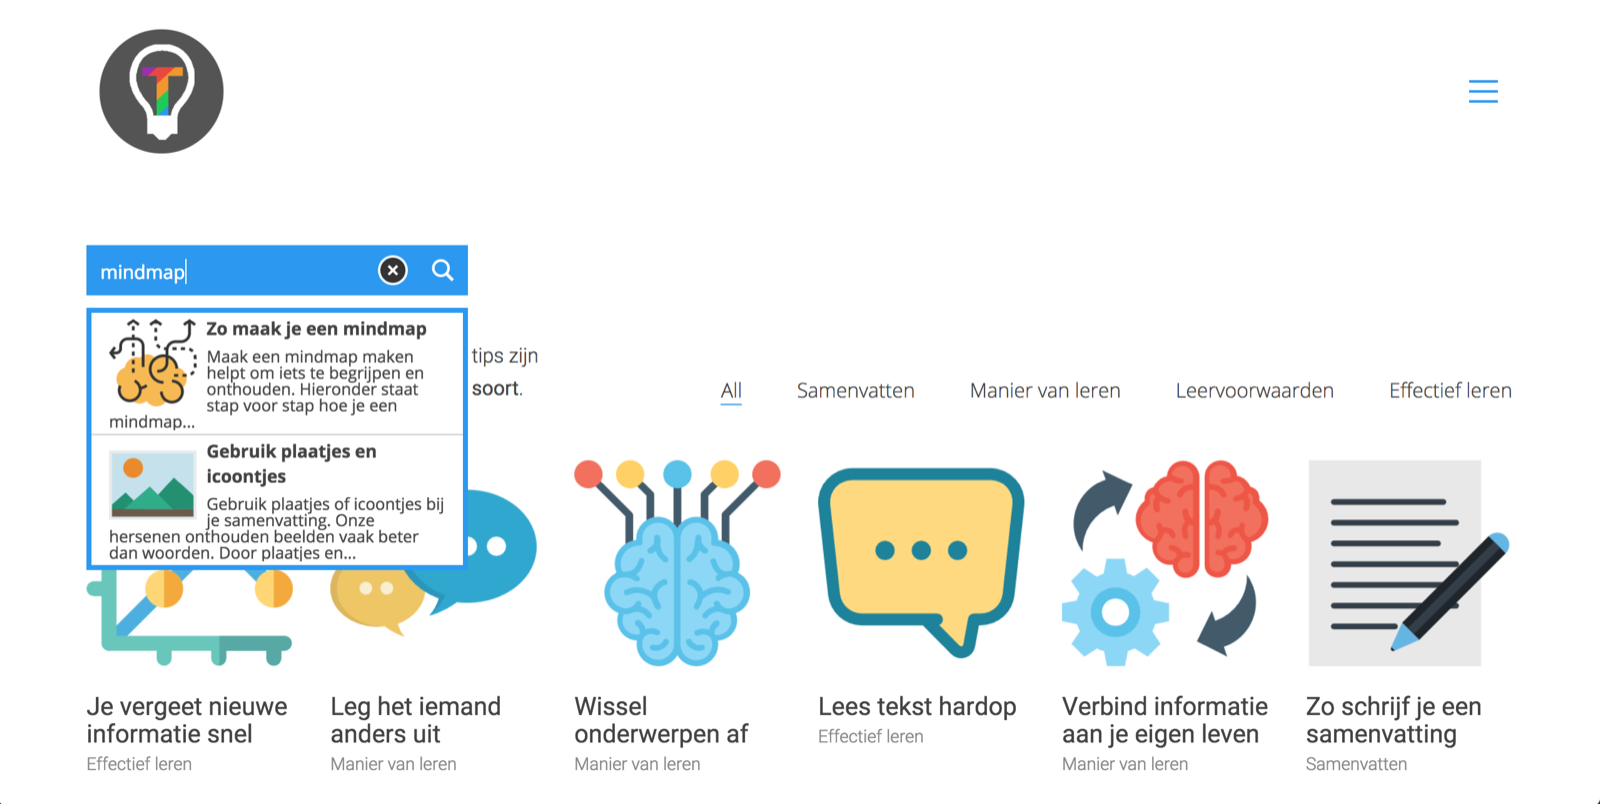 T
mindmap
Zo maak je een mindmap
Maak een mindmap maken
helpt om iets te begrijpen en
onthouden. Hieronder staat
stap voor stap hoe je een
mindmap...
Gebruik plaatjes en
icoontjes
Gebruik plaatjes of icoontjes bij
je samenvatting. Onze
hersenen onthouden beelden vaak beter
dan woorden. Door plaatjes en...
tips zijn
soort.
All
Samenvatten
Manier van leren
Leervoorwaarden
Effectief leren
Je vergeet nieuwe
informatie snel
Effectief leren
Leg het iemand
anders uit
Manier van leren
Wissel
onderwerpen af
Manier van leren
Lees tekst hardop
Effectief leren
Verbind informatie
aan je eigen leven
Manier van leren
Zo schrijf je een
samenvatting
Samenvatten